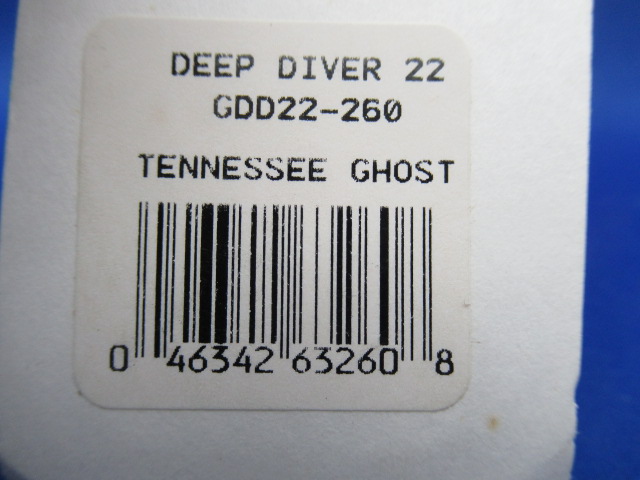 DEEP DIVER 22
GDD22-260
TENNESSEE GHOST
0 46342 63260 8